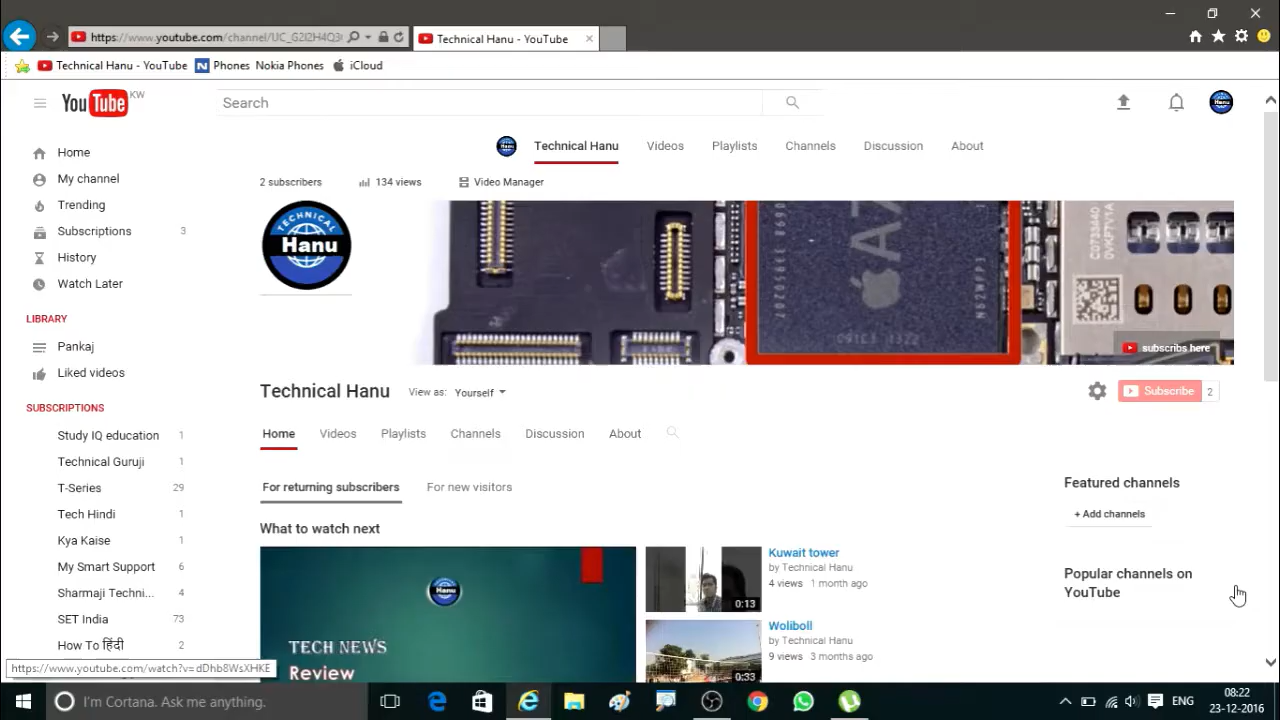 https://www.youtube.com/channel/UC_G2I2H4Q3
Technical Hanu - YouTube
Technical Hanu - YouTube
Phones
Nokia Phones
iCloud
YouTube KW
Search
Hanu
Home
My channel
Trending
Subscriptions 3
History
Watch Later
LIBRARY
Pankaj
Liked videos
SUBSCRIPTIONS
Study IQ education 1
Technical Guruji 1
T-Series 29
Tech Hindi 1
Kya Kaise 1
My Smart Support 6
Sharmaji Techni... 4
SET India 73
How To हिंदी 2
https://www.youtube.com/watch?v=dDhb8WsXHKE
Hanu Technical Hanu Videos Playlists Channels Discussion About
2 subscribers 134 views Video Manager
TECHNICAL
Hanu
A7
C0733440
subscribs here
Technical Hanu View as: Yourself
Subscribe 2
Home Videos Playlists Channels Discussion About
For returning subscribers For new visitors
What to watch next
Hanu
TECH NEWS
Review
0:13
Kuwait tower
by Technical Hanu
4 views 1 month ago
0:33
Woliboll
by Technical Hanu
9 views 3 months ago
Featured channels
+ Add channels
Popular channels on
YouTube
I'm Cortana. Ask me anything.
ENG
08:22
23-12-2016